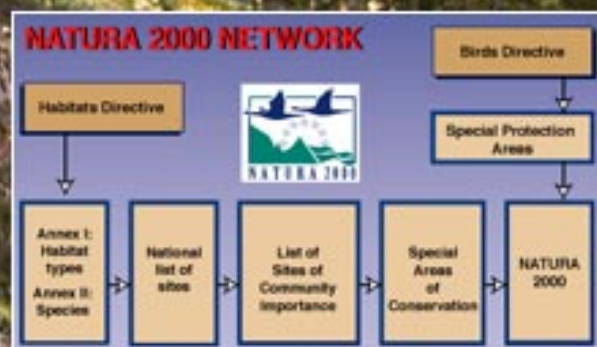 NATURA 2000 NETWORK
Birds Directive
Habitats Directive
NATURA 2000
Special Protection
Areas
Annex I:
Habitat
types
Annex II:
Species
National
list of
sites
List of
Sites of
Community
Importance
Special
Areas
of
Conservation
NATURA
2000